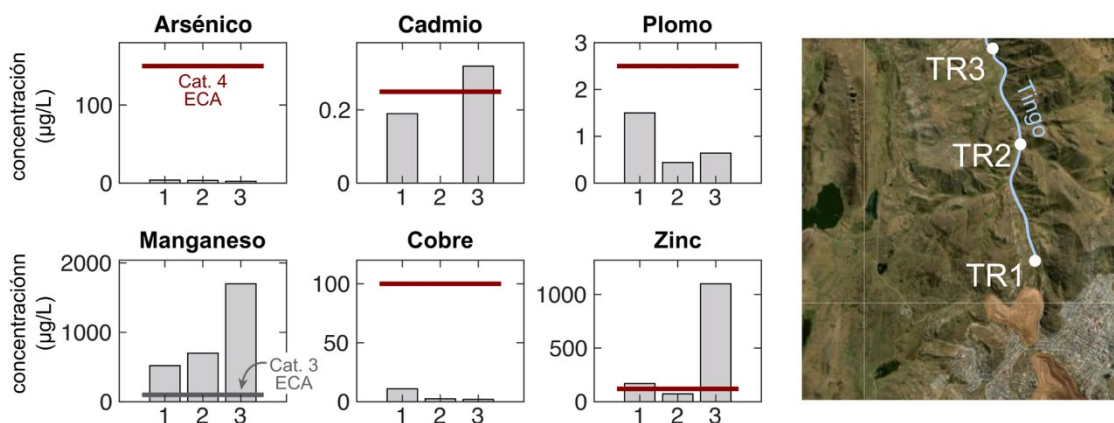 Arsénico
Cadmio
Plomo
concentración
(µg/L)
100
0
Cat. 4
ECA
1 2 3
0.2
0
1 2 3
3
2
1
0
1 2 3
Manganeso
Cobre
Zinc
concentraciónn
(µg/L)
2000
1000
0
Cat. 3
ECA
1 2 3
100
50
0
1 2 3
1000
500
0
1 2 3
TR3
Tingo
TR2
TR1